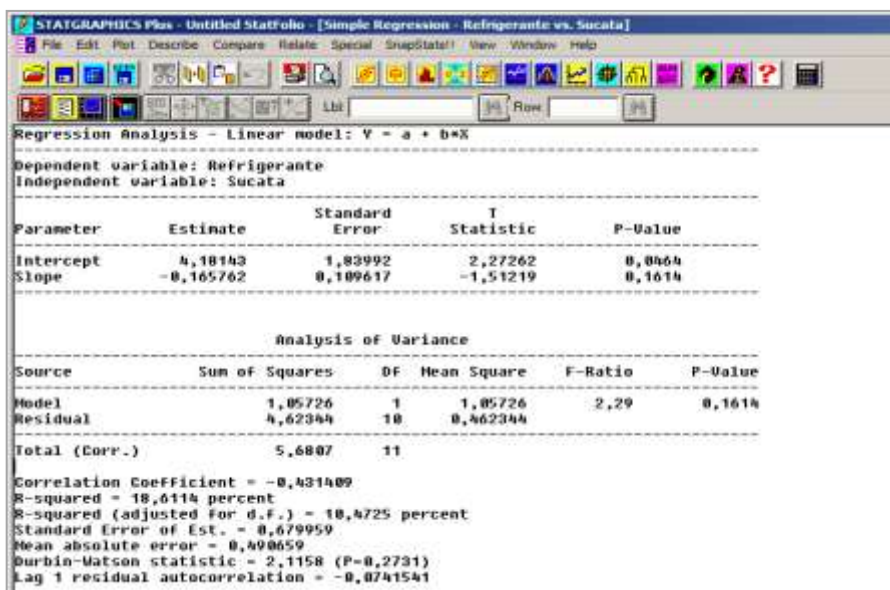 STATGRAPHICS Plus - Untitled StatFolio - [Simple Regression - Refrigerante vs. Sucata]
File Edit Plot Describe Compare Relate Special SnapStats!! View Window Help
Lbl Row
Regression Analysis - Linear model: Y = a + b*X
Dependent variable: Refrigerante
Independent variable: Sucata
Standard T
Parameter Estimate Error Statistic P-Value
Intercept 4,18143 1,83992 2,27262 0,0464
Slope -0,165762 0,109617 -1,51219 0,1614
Analysis of Variance
Source Sum of Squares Df Mean Square F-Ratio P-Value
Model 1,05726 1 1,05726 2,29 0,1614
Residual 4,62344 10 0,462344
Total (Corr.) 5,6807 11
Correlation Coefficient = -0,431409
R-squared = 18,6114 percent
R-squared (adjusted for d.f.) = 10,4725 percent
Standard Error of Est. = 0,679959
Mean absolute error = 0,490659
Durbin-Watson statistic = 2,1158 (P=0,2731)
Lag 1 residual autocorrelation = -0,0741541